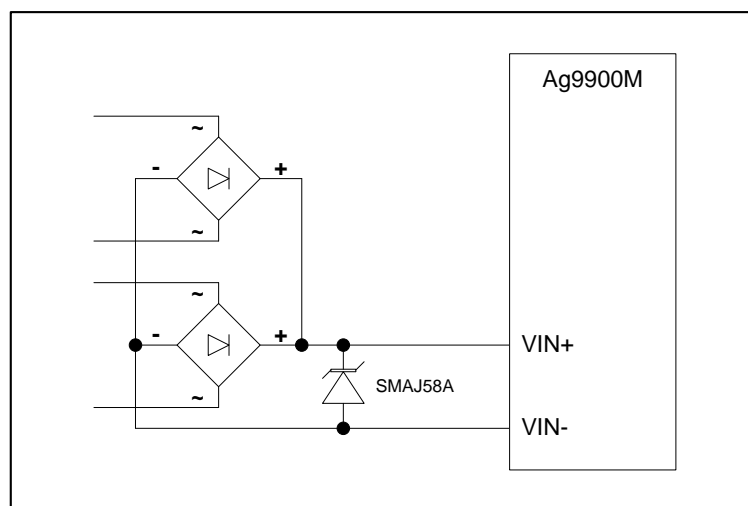 Ag9900M
~
- +
~
~
- +
VIN+
SMAJ58A
~
VIN-